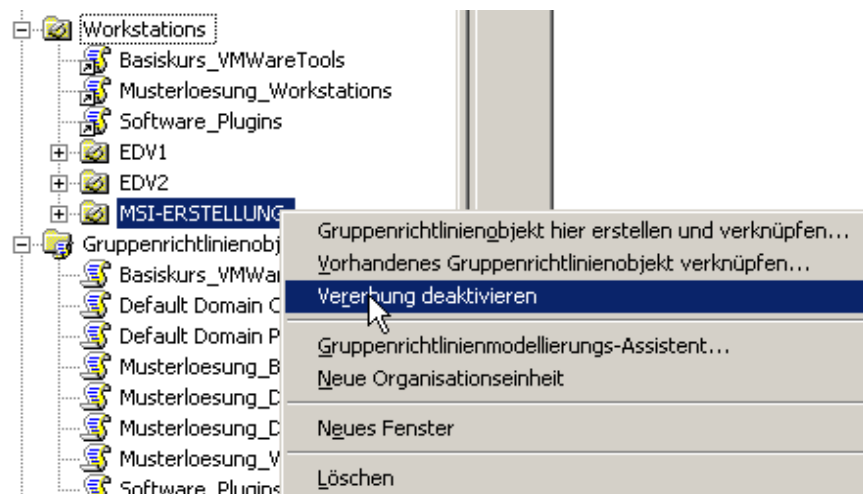 Workstations
Basiskurs_VMWareTools
Musterloesung_Workstations
Software_Plugins
EDV1
EDV2
MSI-ERSTELLUNG
Gruppenrichtlinienobj
Basiskurs_VMWar
Default Domain C
Default Domain P
Musterloesung_B
Musterloesung_D
Musterloesung_D
Musterloesung_W
Software_Plugins
Gruppenrichtlinienobjekt hier erstellen und verknüpfen...
Vorhandenes Gruppenrichtlinienobjekt verknüpfen...
Vererbung deaktivieren
Gruppenrichtlinienmodellierungs-Assistent...
Neue Organisationseinheit
Neues Fenster
Löschen